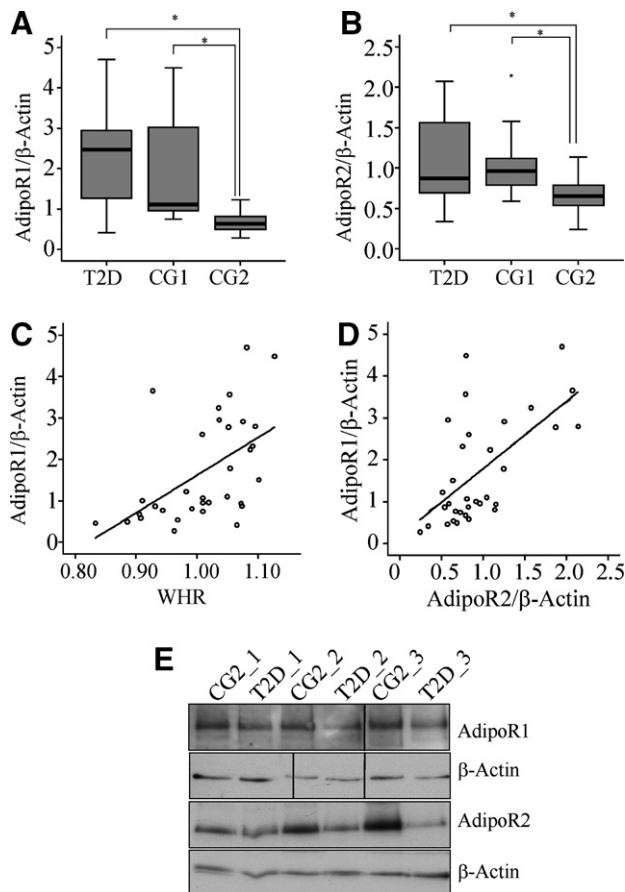 A
*
*
AdipoR1/β-Actin
5
4
3
2
1
0
T2D CG1 CG2
B
*
*
AdipoR2/β-Actin
2.5
2.0
1.5
1.0
0.5
0.0
T2D CG1 CG2
C
AdipoR1/β-Actin
5
4
3
2
1
0
0.80 0.90 1.00 1.10
WHR
D
AdipoR1/β-Actin
5
4
3
2
1
0
0 0.5 1.0 1.5 2.0 2.5
AdipoR2/β-Actin
E
CG2_1 T2D_1 CG2_2 T2D_2 CG2_3 T2D_3
AdipoR1
β-Actin
AdipoR2
β-Actin